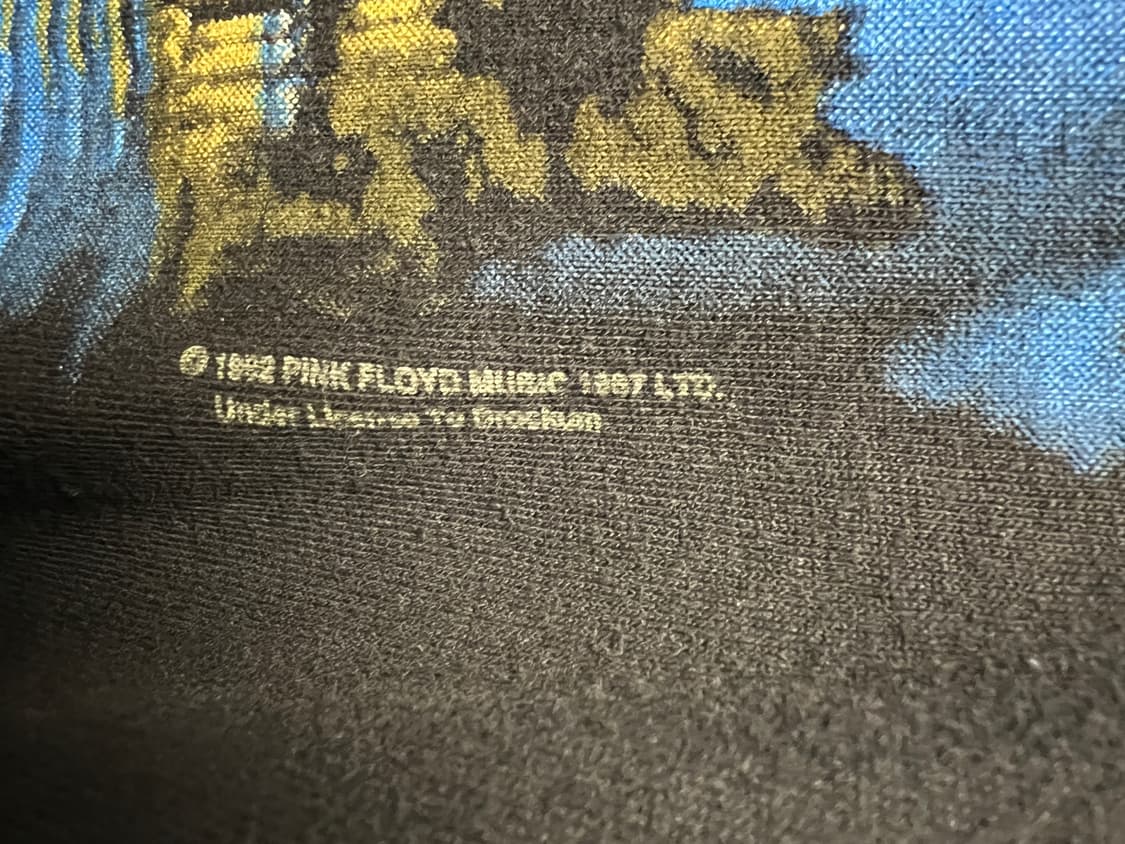 © 1992 PINK FLOYD MUSIC 1987 LTD.
Under License To Brockum